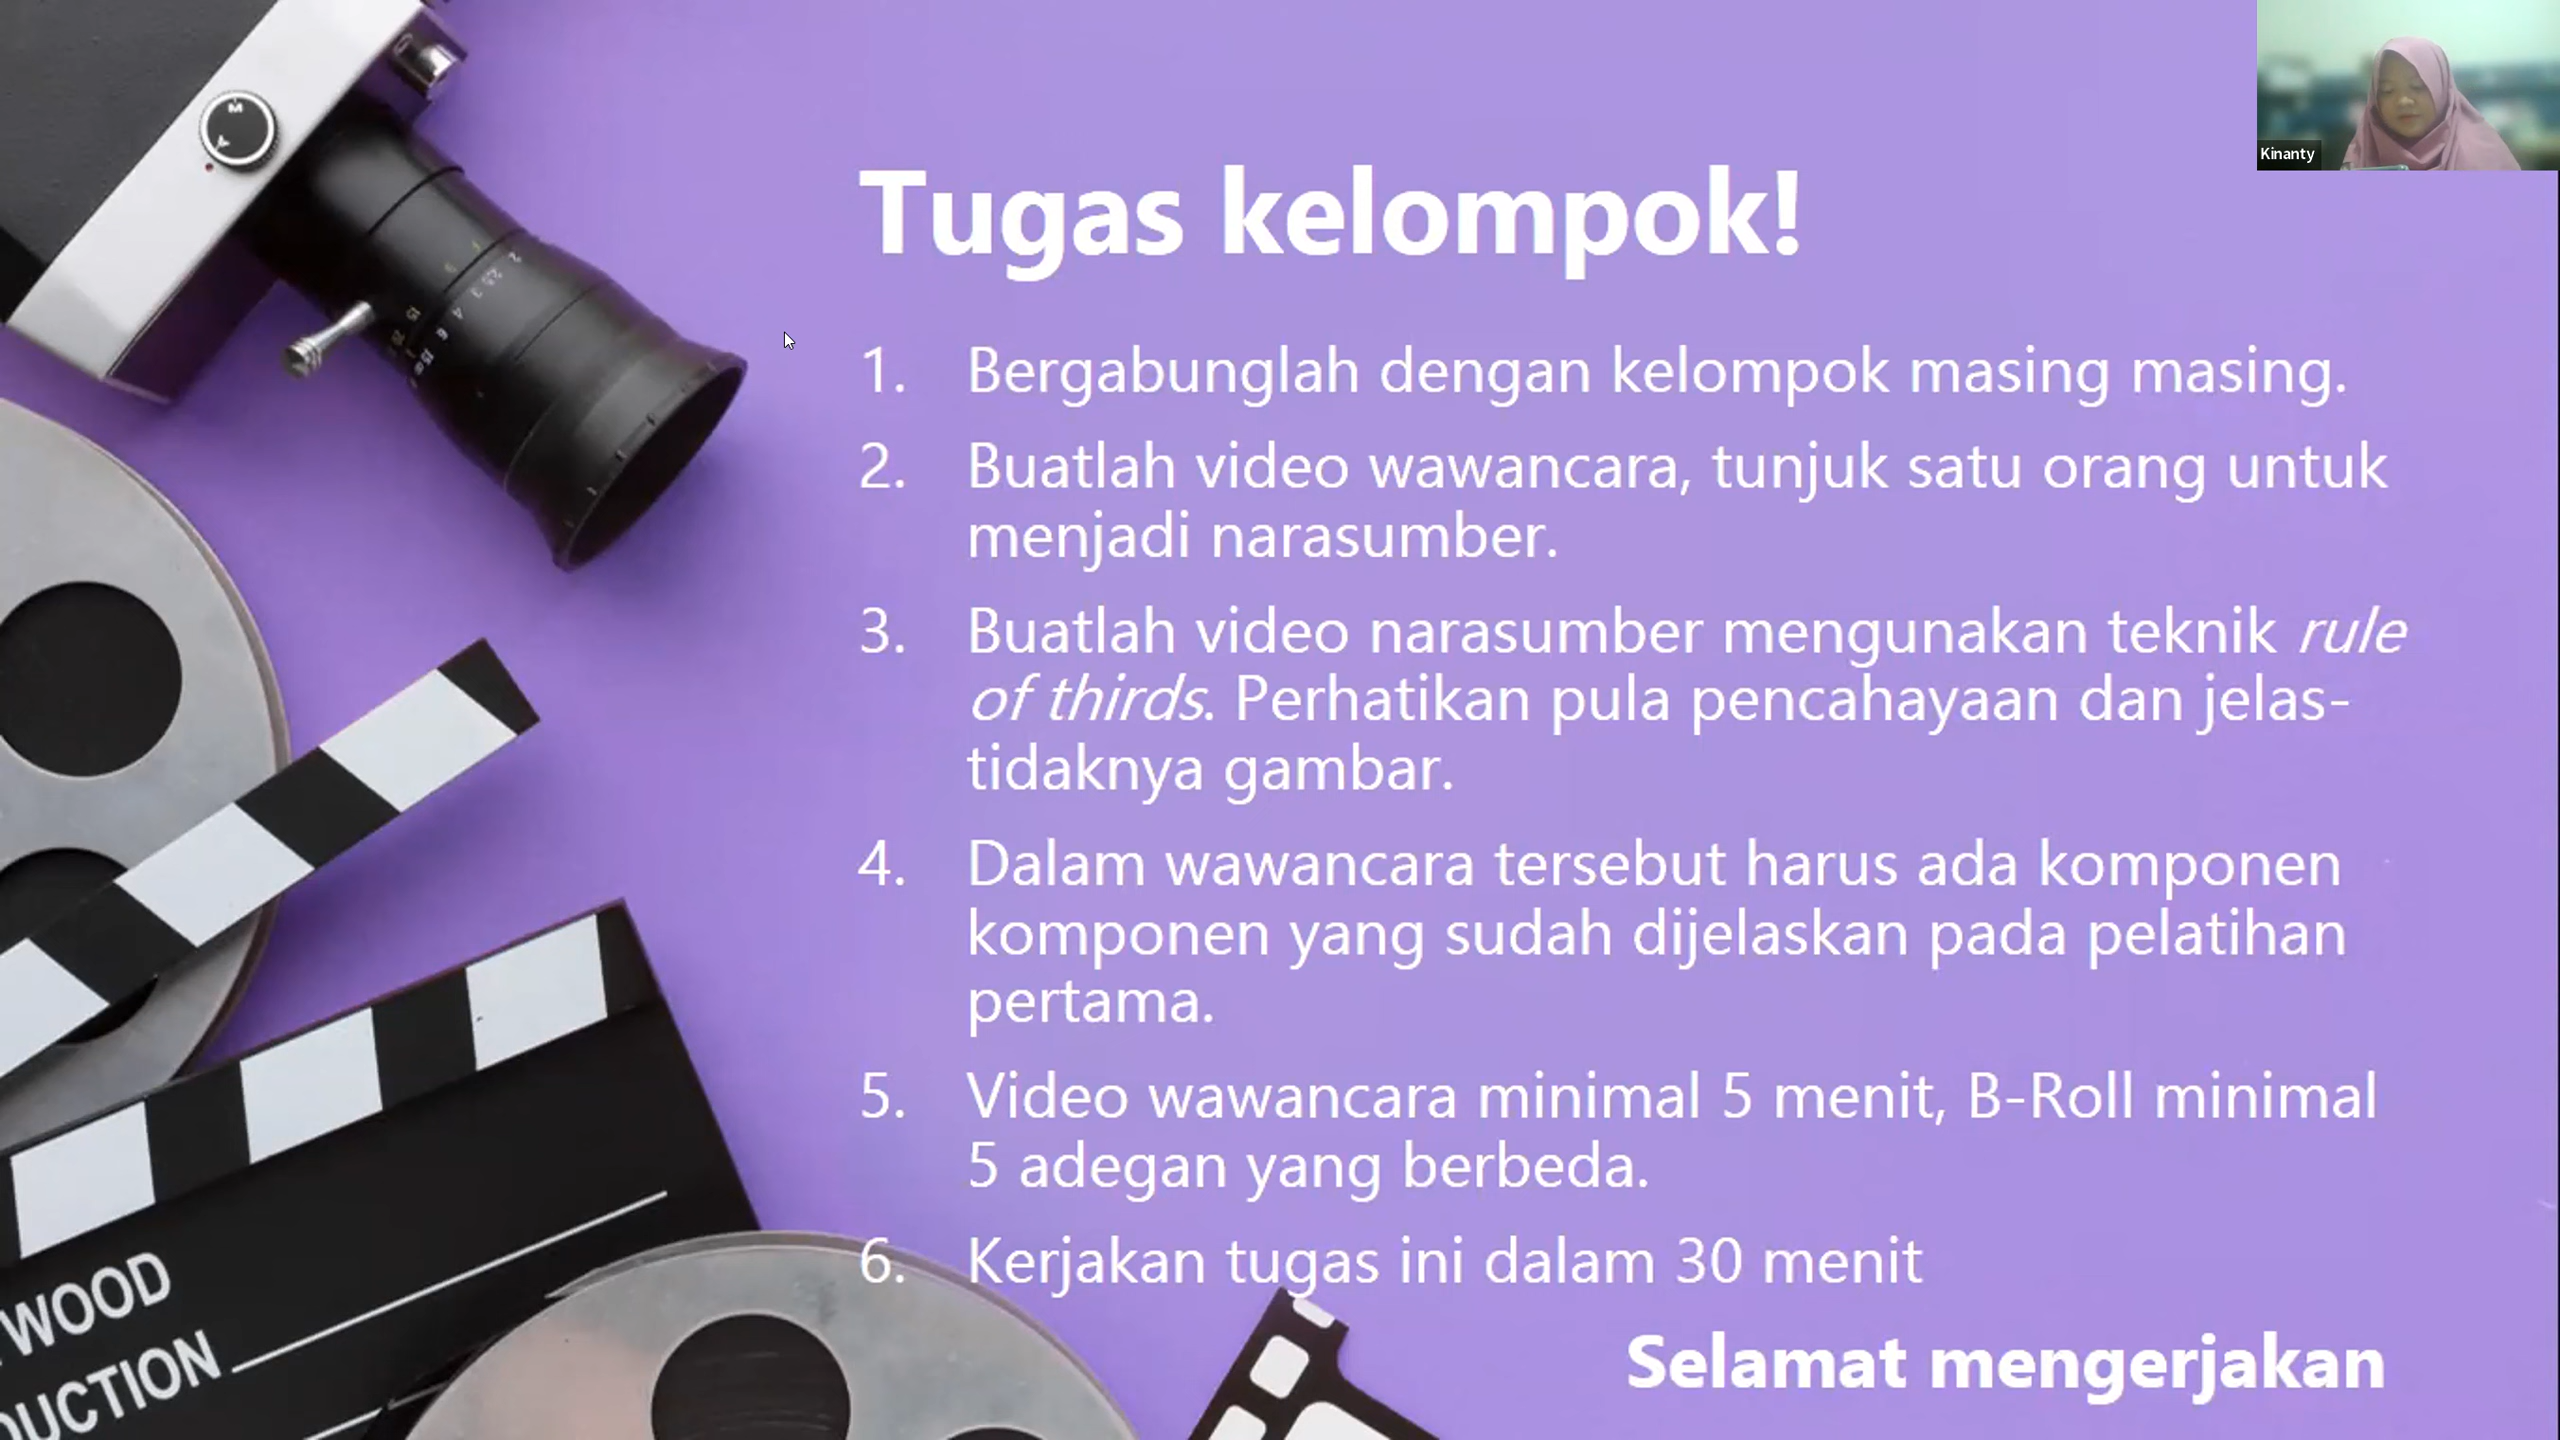 Kinanty
Tugas kelompok!
1. Bergabunglah dengan kelompok masing masing.
2. Buatlah video wawancara, tunjuk satu orang untuk
menjadi narasumber.
3. Buatlah video narasumber mengunakan teknik rule
of thirds. Perhatikan pula pencahayaan dan jelas-
tidaknya gambar.
4. Dalam wawancara tersebut harus ada komponen
komponen yang sudah dijelaskan pada pelatihan
pertama.
5. Video wawancara minimal 5 menit, B-Roll minimal
5 adegan yang berbeda.
6. Kerjakan tugas ini dalam 30 menit
Selamat mengerjakan
WOOD
DUCTION